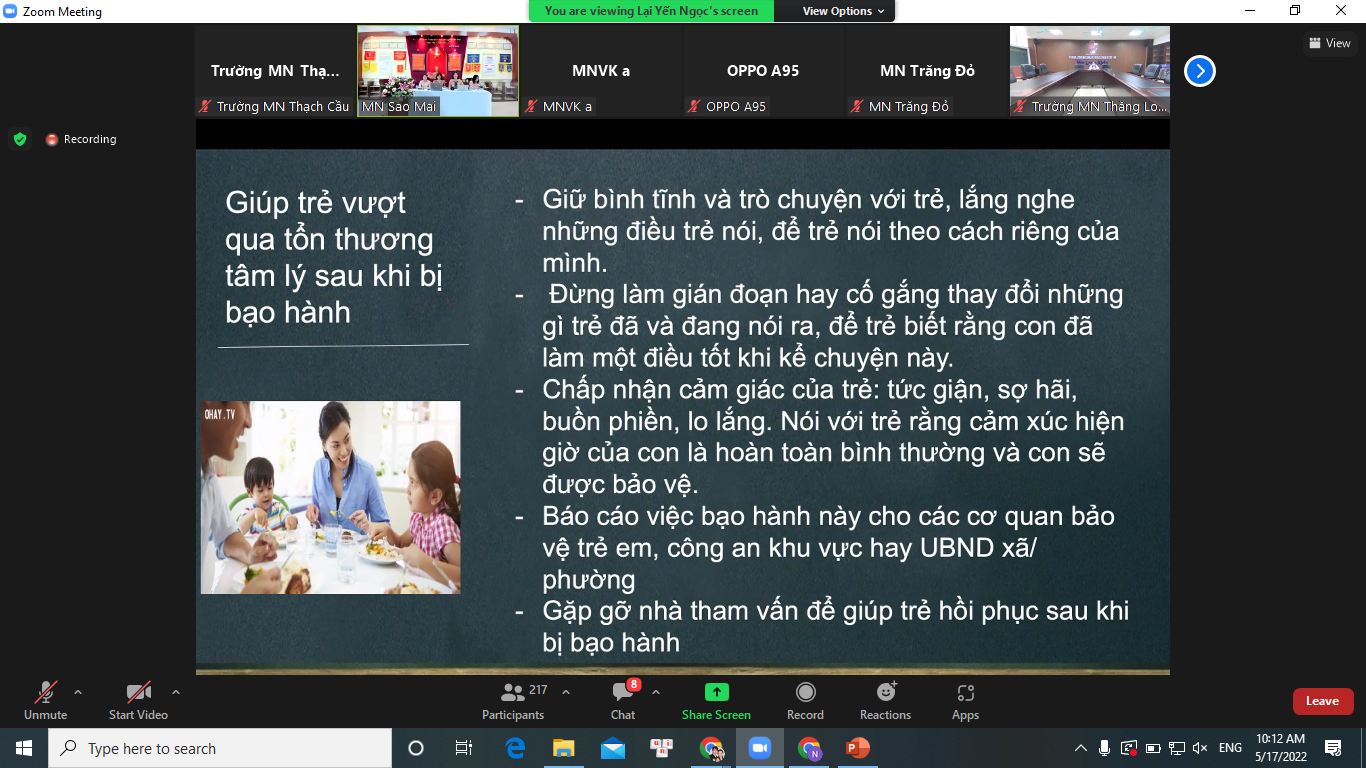 Zoom Meeting
You are viewing Lại Yến Ngọc's screen
View Options
Trường MN Thạ...
MNVK a
OPPO A95
MN Trăng Đỏ
View
Trường MN Thạch Cầu
MN Sao Mai
MNVK a
OPPO A95
MN Trăng Đỏ
Trường MN Thăng Lo...
Recording
Giúp trẻ vượt
qua tổn thương
tâm lý sau khi bị
bạo hành
OHAY.TV
- Giữ bình tĩnh và trò chuyện với trẻ, lắng nghe
những điều trẻ nói, để trẻ nói theo cách riêng của
mình.
- Đừng làm gián đoạn hay cố gắng thay đổi những
gì trẻ đã và đang nói ra, để trẻ biết rằng con đã
làm một điều tốt khi kể chuyện này.
- Chấp nhận cảm giác của trẻ: tức giận, sợ hãi,
buồn phiền, lo lắng. Nói với trẻ rằng cảm xúc hiện
giờ của con là hoàn toàn bình thường và con sẽ
được bảo vệ.
- Báo cáo việc bạo hành này cho các cơ quan bảo
vệ trẻ em, công an khu vực hay UBND xã/
phường
- Gặp gỡ nhà tham vấn để giúp trẻ hồi phục sau khi
bị bạo hành
Unmute
Start Video
217
Participants
8
Chat
Share Screen
Record
Reactions
Apps
Leave
Type here to search
ENG
10:12 AM
5/17/2022